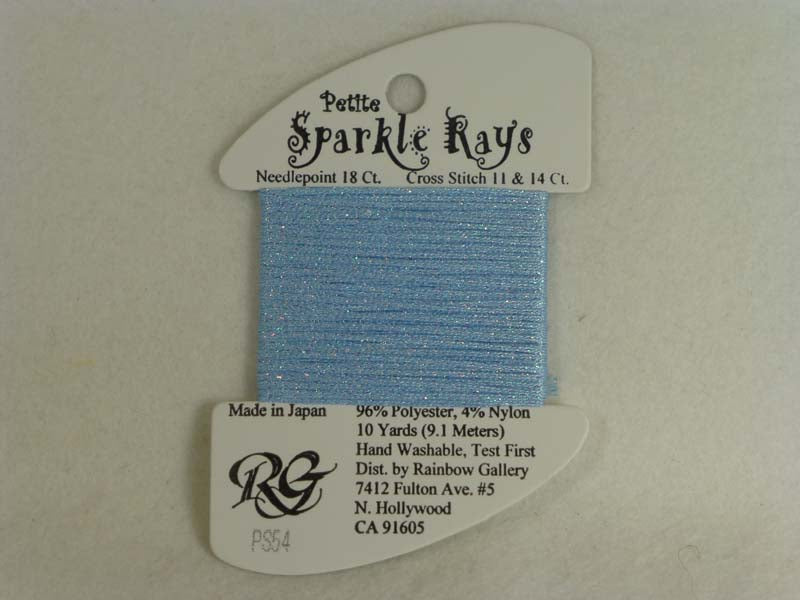 Petite
Sparkle Rays
Needlepoint 18 Ct. Cross Stitch 11 & 14 Ct.
Made in Japan
96% Polyester, 4% Nylon
10 Yards (9.1 Meters)
Hand Washable, Test First
Dist. by Rainbow Gallery
7412 Fulton Ave. #5
N. Hollywood
CA 91605
RG
PS54